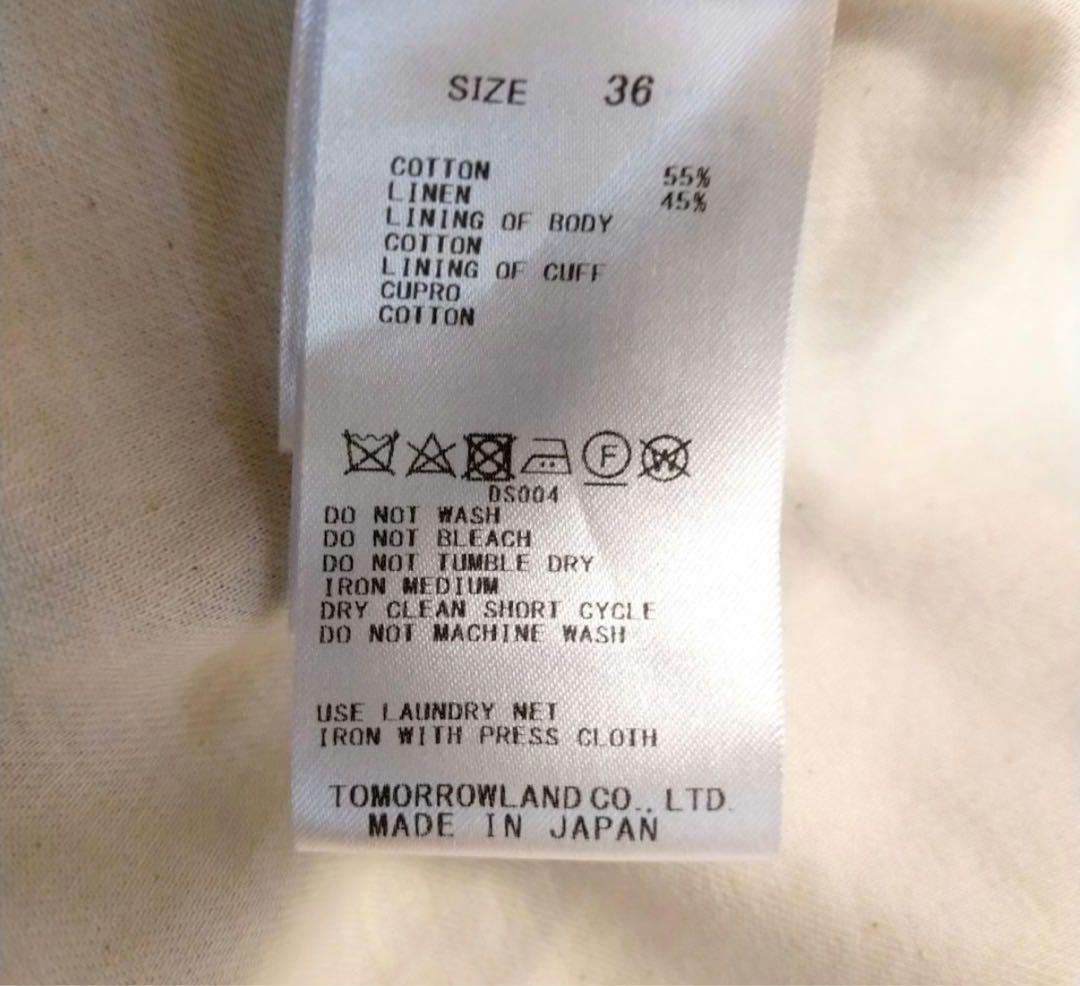 SIZE 36
COTTON 55%
LINEN 45%
LINING OF BODY
COTTON
LINING OF CUFF
CUPRO
COTTON
F W
DS004
DO NOT WASH
DO NOT BLEACH
DO NOT TUMBLE DRY
IRON MEDIUM
DRY CLEAN SHORT CYCLE
DO NOT MACHINE WASH
USE LAUNDRY NET
IRON WITH PRESS CLOTH
TOMORROWLAND CO., LTD.
MADE IN JAPAN